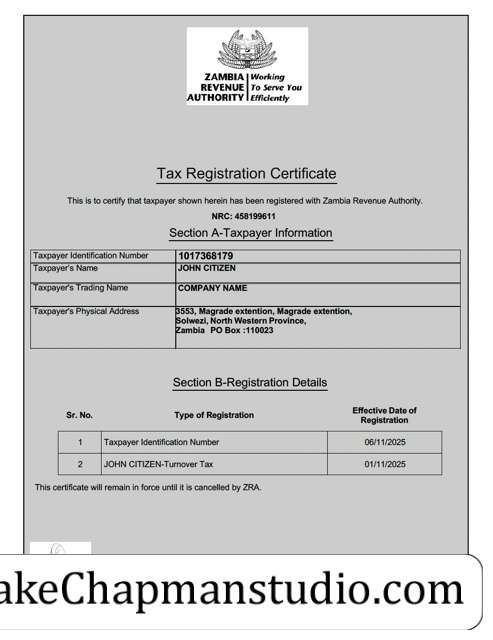 ZAMBIA Working
REVENUE To Serve You
AUTHORITY Efficiently
Tax Registration Certificate
This is to certify that taxpayer shown herein has been registered with Zambia Revenue Authority.
NRC: 458199611
Section A-Taxpayer Information
Taxpayer Identification Number 1017368179
Taxpayer's Name JOHN CITIZEN
Taxpayer's Trading Name COMPANY NAME
Taxpayer's Physical Address 3553, Magrade extention, Magrade extention,
Solwezi, North Western Province,
Zambia PO Box :110023
Section B-Registration Details
Sr. No. Type of Registration Effective Date of
Registration
1 Taxpayer Identification Number 06/11/2025
2 JOHN CITIZEN-Turnover Tax 01/11/2025
This certificate will remain in force until it is cancelled by ZRA.
akeChapmanstudio.com